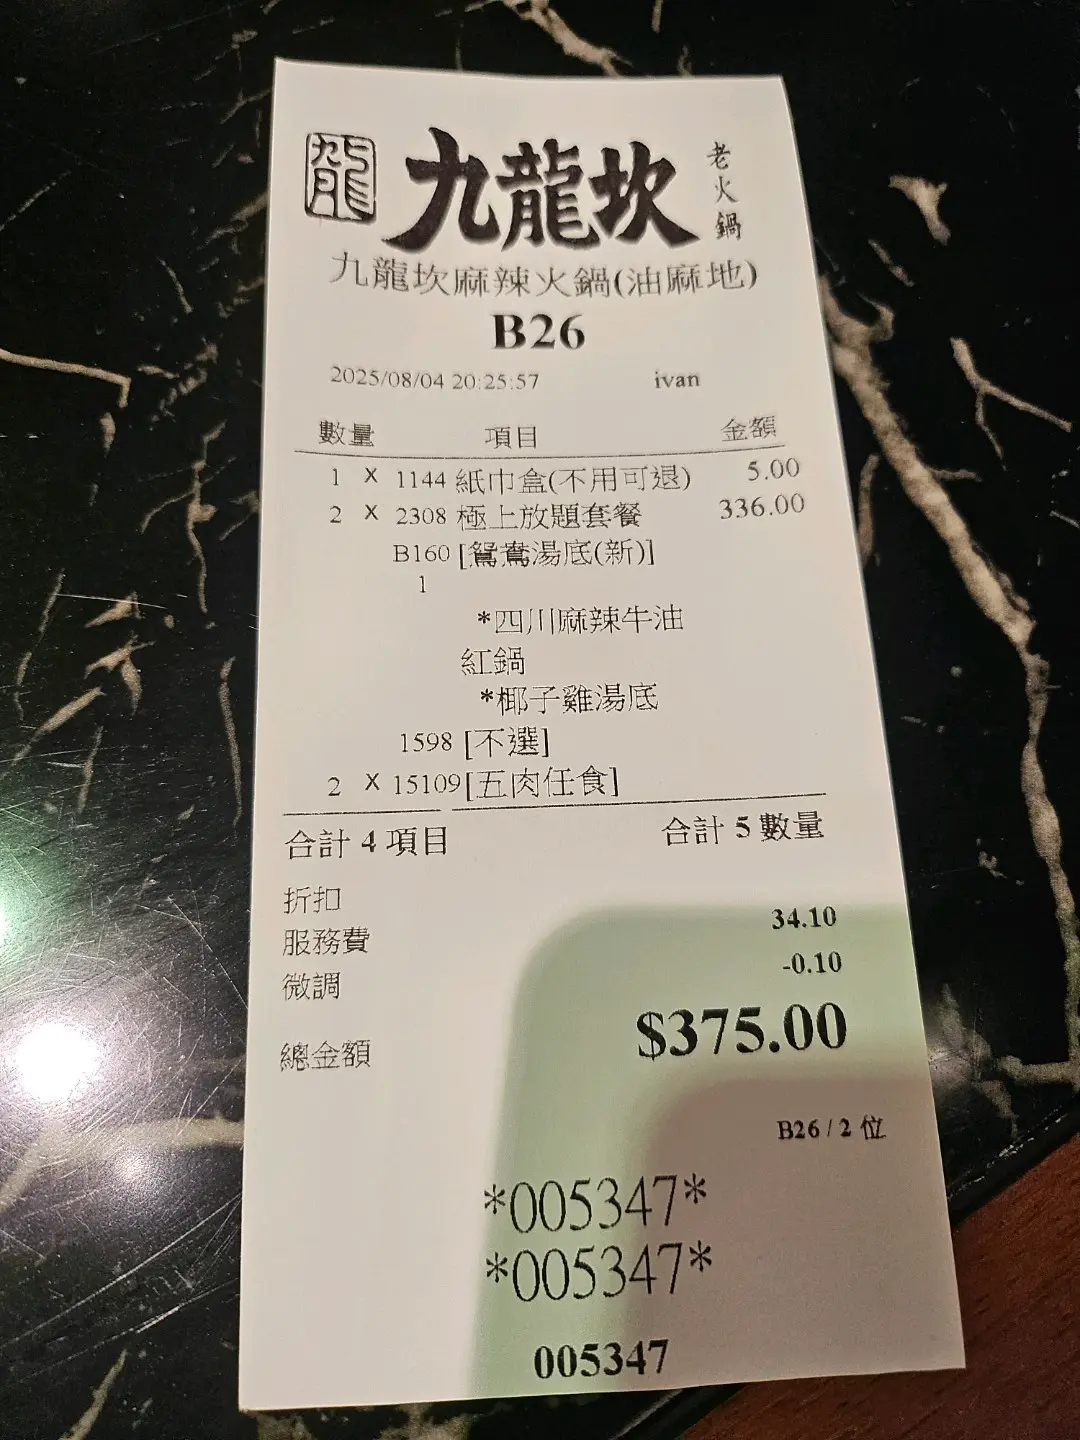 龍 九龍坎 老火鍋
九龍坎麻辣火鍋(油麻地)
B26
2025/08/04 20:25:57 ivan
數量 項目 金額
1 X 1144 紙巾盒(不用可退) 5.00
2 X 2308 極上放題套餐 336.00
B160 [鴛鴦湯底(新)]
1
*四川麻辣牛油
紅鍋
*椰子雞湯底
1598 [不選]
2 X 15109 [五肉任食]
合計 4 項目 合計 5 數量
折扣
服務費 34.10
微調 -0.10
總金額 $375.00
B26 / 2 位
*005347*
*005347*
005347